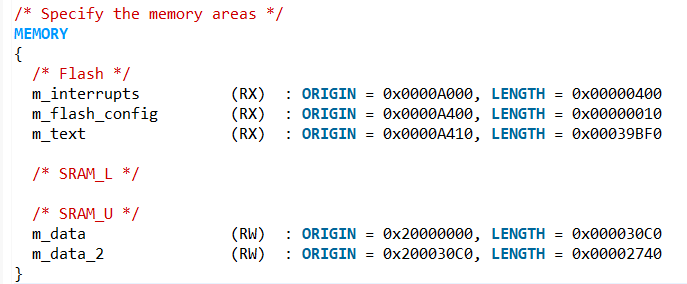 /* Specify the memory areas */
MEMORY
{
  /* Flash */
  m_interrupts          (RX)  : ORIGIN = 0x0000A000, LENGTH = 0x00000400
  m_flash_config        (RX)  : ORIGIN = 0x0000A400, LENGTH = 0x00000010
  m_text                (RX)  : ORIGIN = 0x0000A410, LENGTH = 0x00039BF0
  /* SRAM_L */
  /* SRAM_U */
  m_data                (RW)  : ORIGIN = 0x20000000, LENGTH = 0x000030C0
  m_data_2              (RW)  : ORIGIN = 0x200030C0, LENGTH = 0x00002740
}